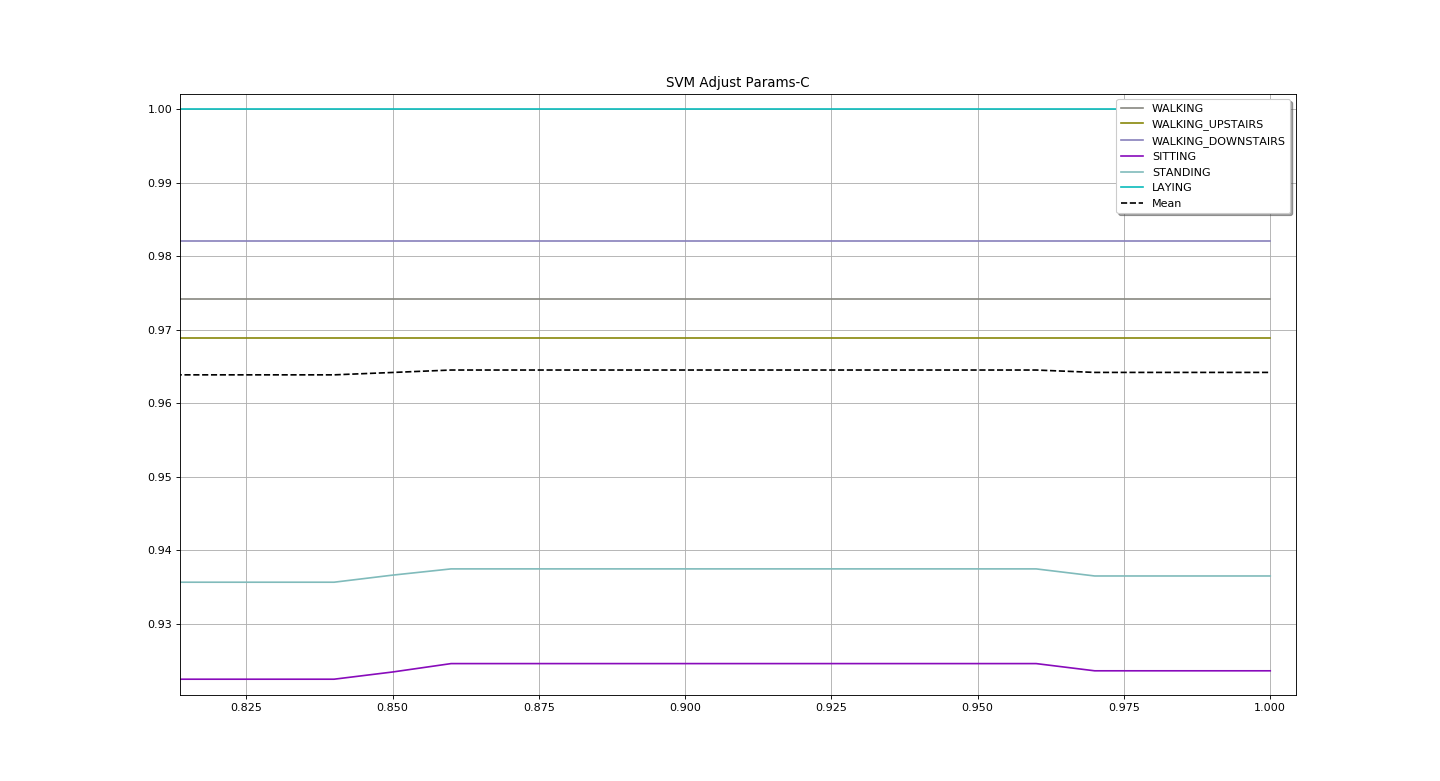 SVM Adjust Params-C
1.00
0.99
0.98
0.97
0.96
0.95
0.94
0.93
WALKING
WALKING_UPSTAIRS
WALKING_DOWNSTAIRS
SITTING
STANDING
LAYING
Mean
0.825 0.850 0.875 0.900 0.925 0.950 0.975 1.000